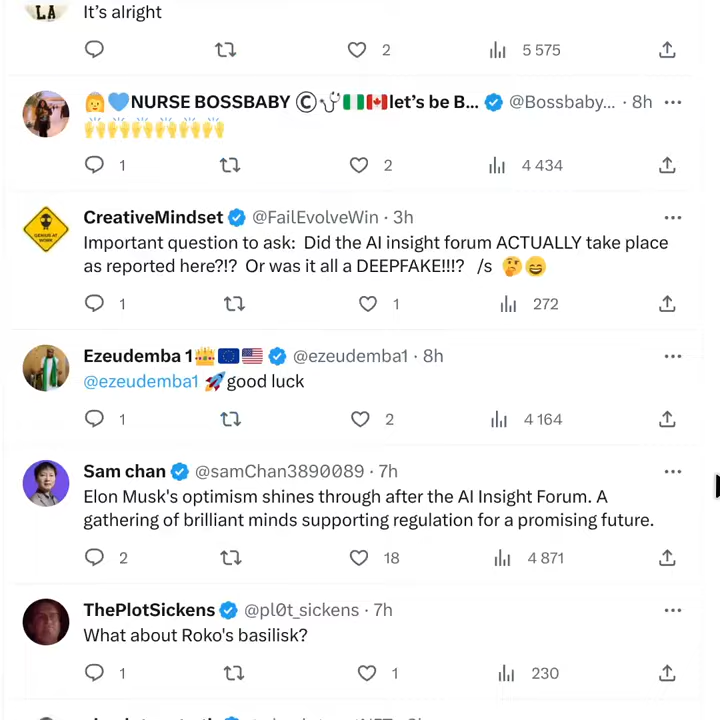 LA
It's alright
2
5 575
👩‍🦳💙NURSE BOSSBABY ©🩺🇳🇬🇨🇦let's be B... @Bossbaby... · 8h
🙌🙌🙌🙌🙌🙌
1
2
4 434
CreativeMindset @FailEvolveWin · 3h
GENIUS AT WORK
Important question to ask: Did the AI insight forum ACTUALLY take place
as reported here?!? Or was it all a DEEPFAKE!!!? /s 🤔😄
1
1
272
Ezeudemba 1👑🇪🇺🇺🇸 @ezeudemba1 · 8h
@ezeudemba1 🚀good luck
1
2
4 164
Sam chan @samChan3890089 · 7h
Elon Musk's optimism shines through after the AI Insight Forum. A
gathering of brilliant minds supporting regulation for a promising future.
2
18
4 871
ThePlotSickens @pl0t_sickens · 7h
What about Roko's basilisk?
1
1
230